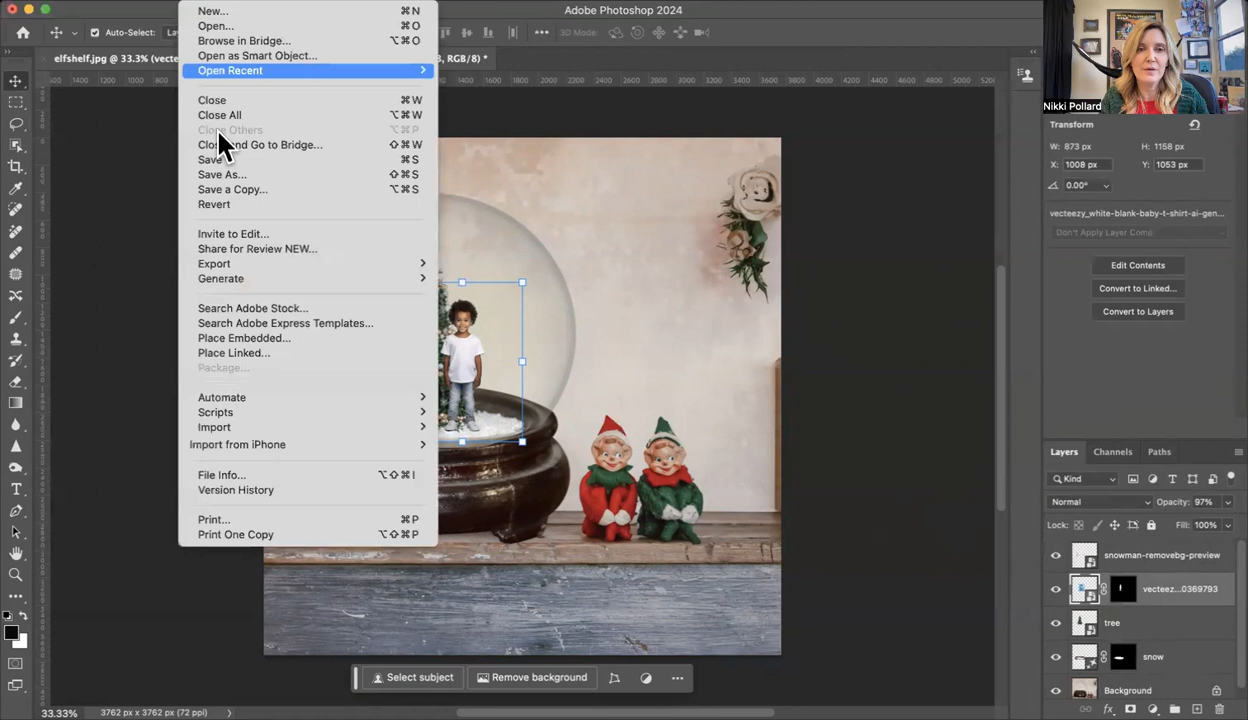 Adobe Photoshop 2024
Auto-Select:
3D Mode:
elfshelf.jpg @ 33.3% (vecte
, RGB/8) *
New... ⌘N
Open... ⌘O
Browse in Bridge... ⌥⌘O
Open as Smart Object...
Open Recent
Close ⌘W
Close All ⌥⌘W
Close Others ⌥⌘P
Close and Go to Bridge... ⇧⌘W
Save ⌘S
Save As... ⇧⌘S
Save a Copy... ⌥⌘S
Revert
Invite to Edit...
Share for Review NEW...
Export
Generate
Search Adobe Stock...
Search Adobe Express Templates...
Place Embedded...
Place Linked...
Package...
Automate
Scripts
Import
Import from iPhone
File Info... ⌥⇧⌘I
Version History
Print... ⌘P
Print One Copy ⌥⇧⌘P
Select subject
Remove background
33.33% 3762 px x 3762 px (72 ppi)
Nikki Pollard
Transform
W: 873 px H: 1158 px
X: 1008 px Y: 1053 px
0.00°
vecteezy_white-blank-baby-t-shirt-ai-gen...
Don't Apply Layer Comp
Edit Contents
Convert to Linked...
Convert to Layers
Layers Channels Paths
Kind
Normal Opacity: 97%
Lock: Fill: 100%
snowman-removebg-preview
vecteez...0369793
tree
snow
Background